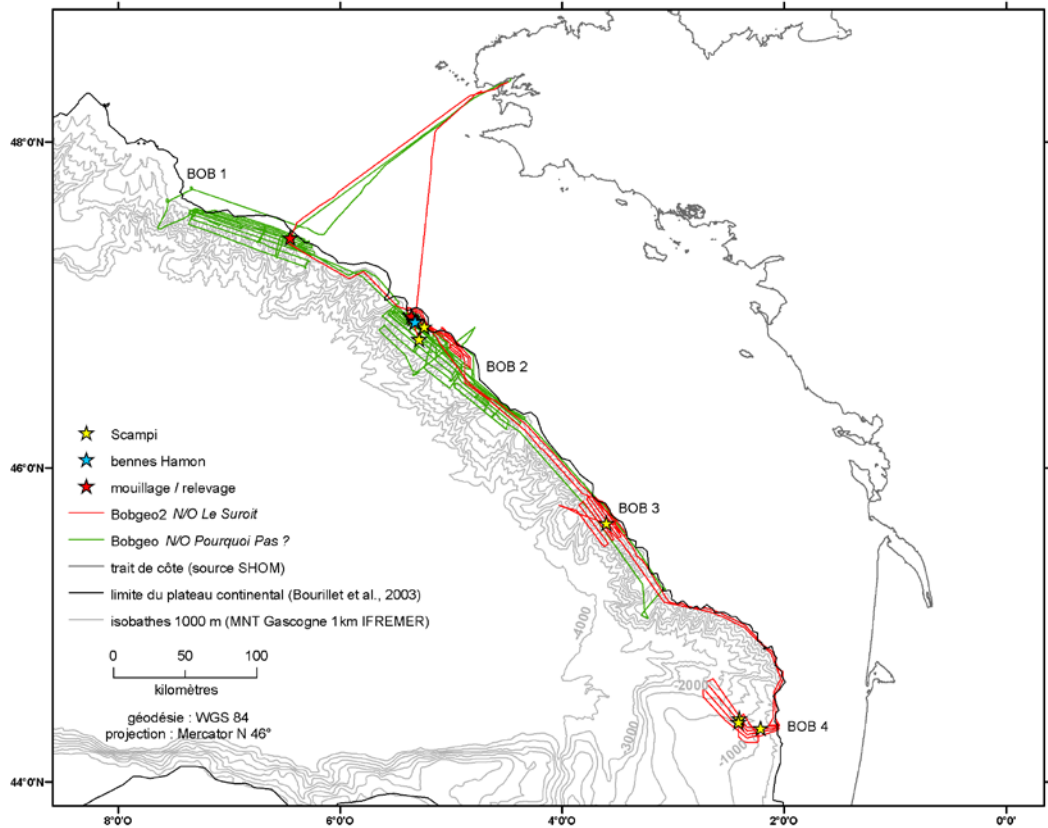 48°0'N
BOB 1
BOB 2
46°0'N
BOB 3
BOB 4
44°0'N
-4000
-3000
-2000
-1000
Scampi
bennes Hamon
mouillage / relevage
Bobgeo2 N/O Le Suroit
Bobgeo N/O Pourquoi Pas ?
trait de côte (source SHOM)
limite du plateau continental (Bourillet et al., 2003)
isobathes 1000 m (MNT Gascogne 1km IFREMER)
0 50 100
kilomètres
géodésie : WGS 84
projection : Mercator N 46°
8°0'O 6°0'O 4°0'O 2°0'O 0°0'